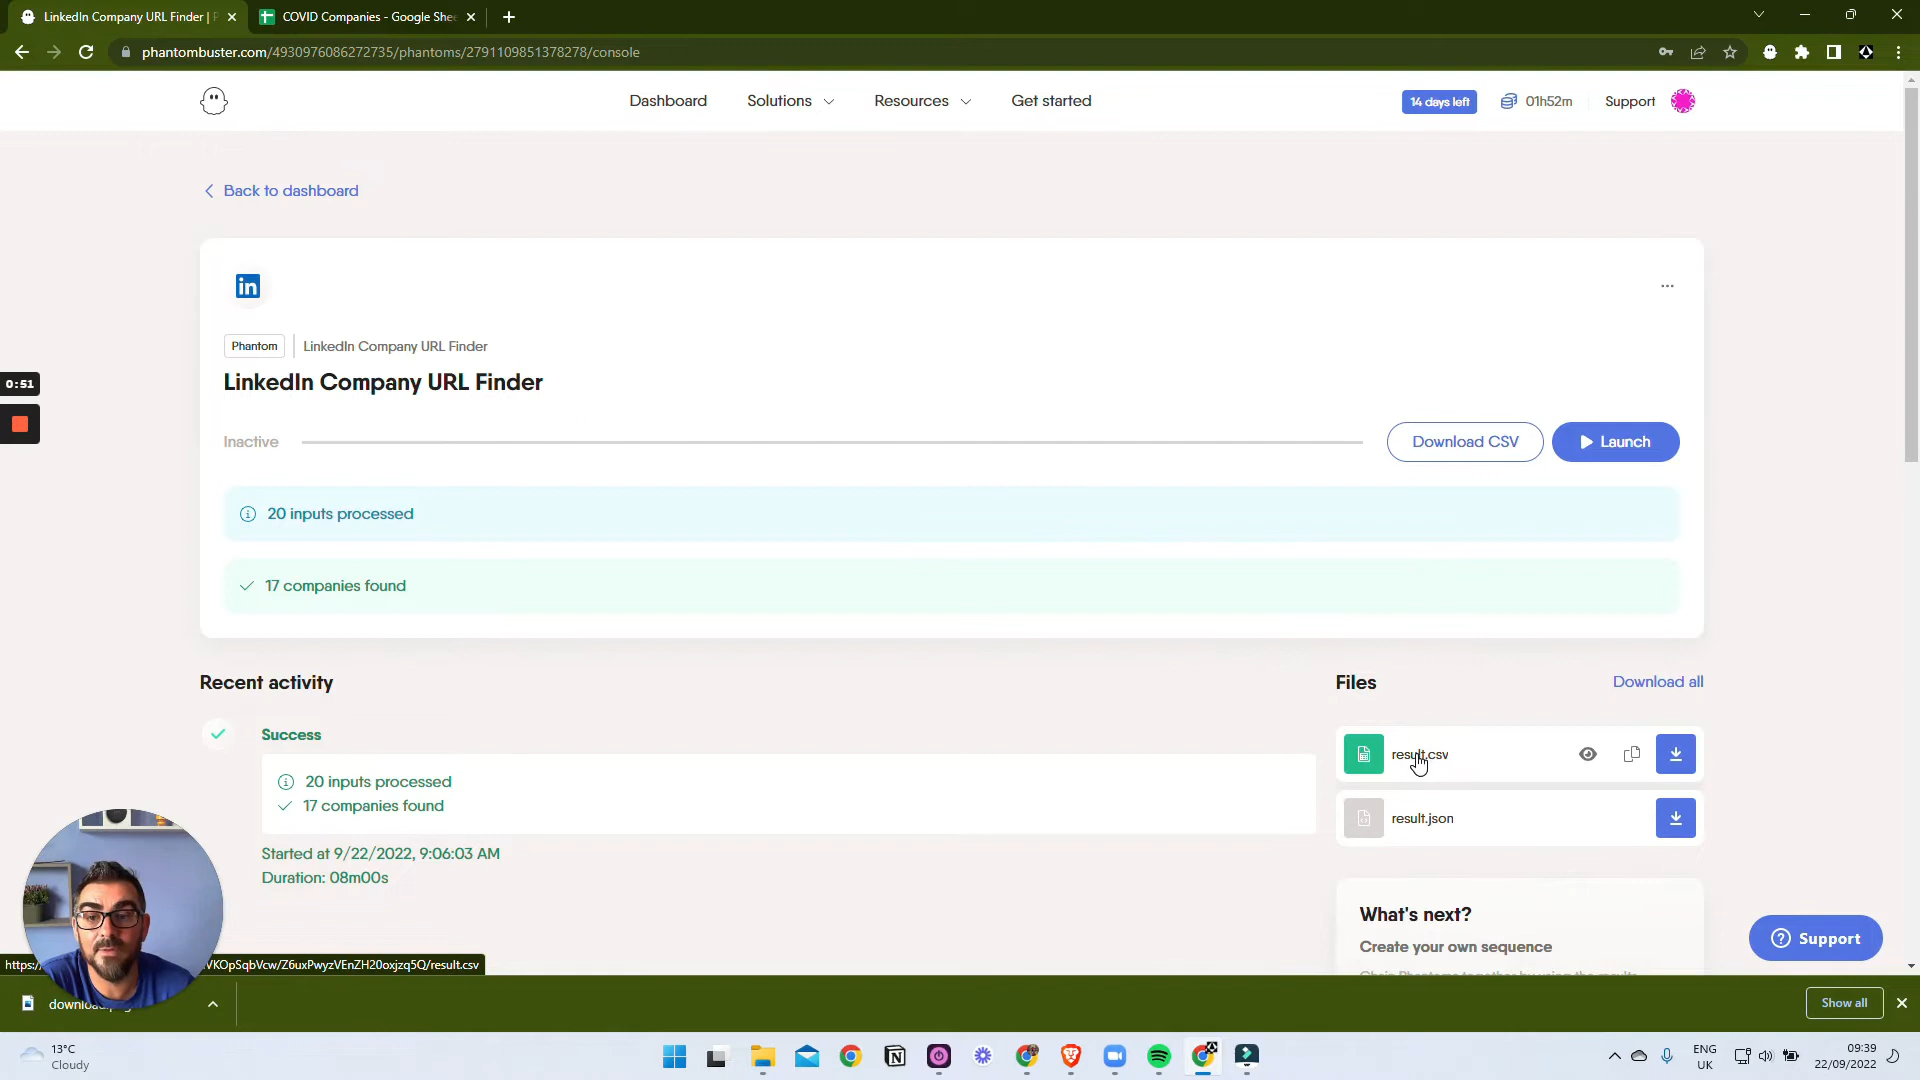 LinkedIn Company URL Finder | P
COVID Companies - Google She
phantombuster.com/4930976086272735/phantoms/2791109851378278/console
Dashboard
Solutions
Resources
Get started
14 days left
01h52m
Support
Back to dashboard
in
Phantom
LinkedIn Company URL Finder
LinkedIn Company URL Finder
0:51
Inactive
Download CSV
Launch
20 inputs processed
17 companies found
Recent activity
Files
Download all
Success
20 inputs processed
17 companies found
Started at 9/22/2022, 9:06:03 AM
Duration: 08m00s
result.csv
result.json
What's next?
Create your own sequence
Support
https:/
VKOpSqbVcw/Z6uxPwyzVEnZH20oxjzq5Q/result.csv
Show all
13°C
Cloudy
ENG
UK
09:39
22/09/2022